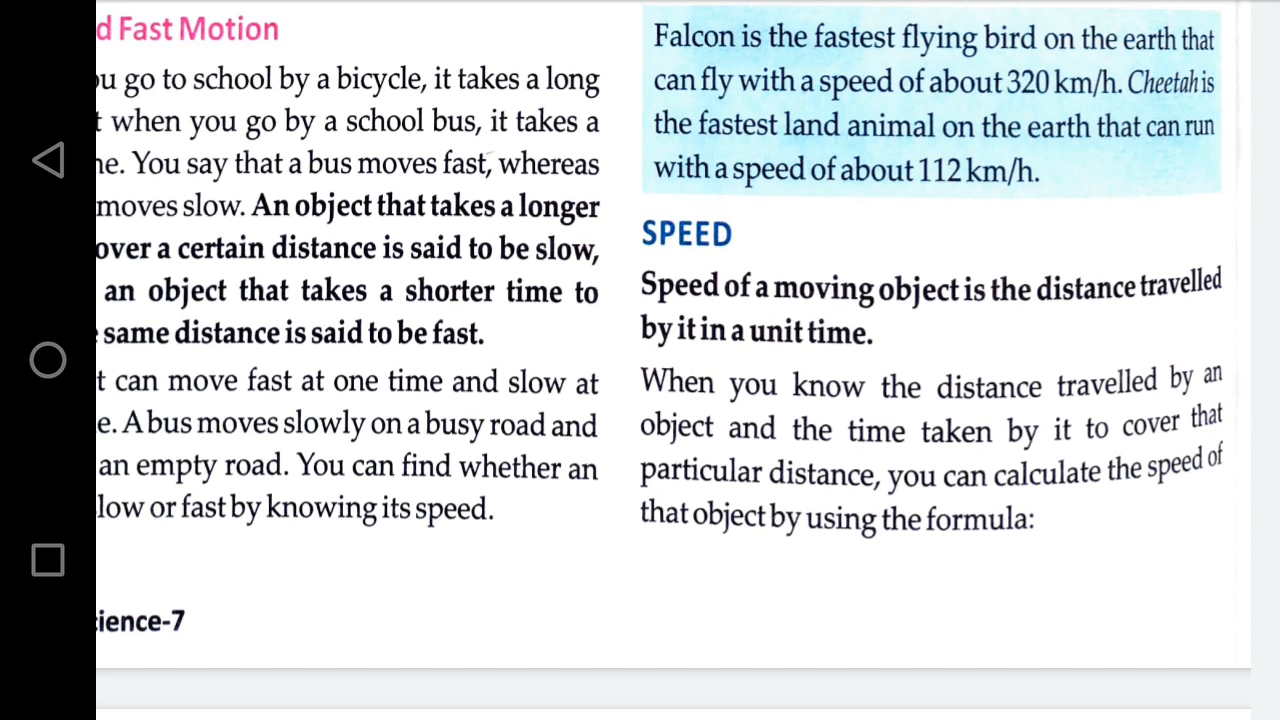 d Fast Motion
u go to school by a bicycle, it takes a long
t when you go by a school bus, it takes a
ne. You say that a bus moves fast, whereas
moves slow. An object that takes a longer
over a certain distance is said to be slow,
an object that takes a shorter time to
same distance is said to be fast.
t can move fast at one time and slow at
e. A bus moves slowly on a busy road and
an empty road. You can find whether an
low or fast by knowing its speed.
ience-7
Falcon is the fastest flying bird on the earth that
can fly with a speed of about 320 km/h. Cheetah is
the fastest land animal on the earth that can run
with a speed of about 112 km/h.
SPEED
Speed of a moving object is the distance travelled
by it in a unit time.
When you know the distance travelled by an
object and the time taken by it to cover that
particular distance, you can calculate the speed of
that object by using the formula: